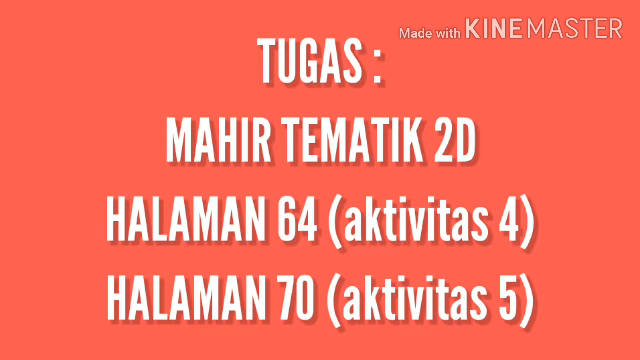 Made with KINEMASTER
TUGAS :
MAHIR TEMATIK 2D
HALAMAN 64 (aktivitas 4)
HALAMAN 70 (aktivitas 5)